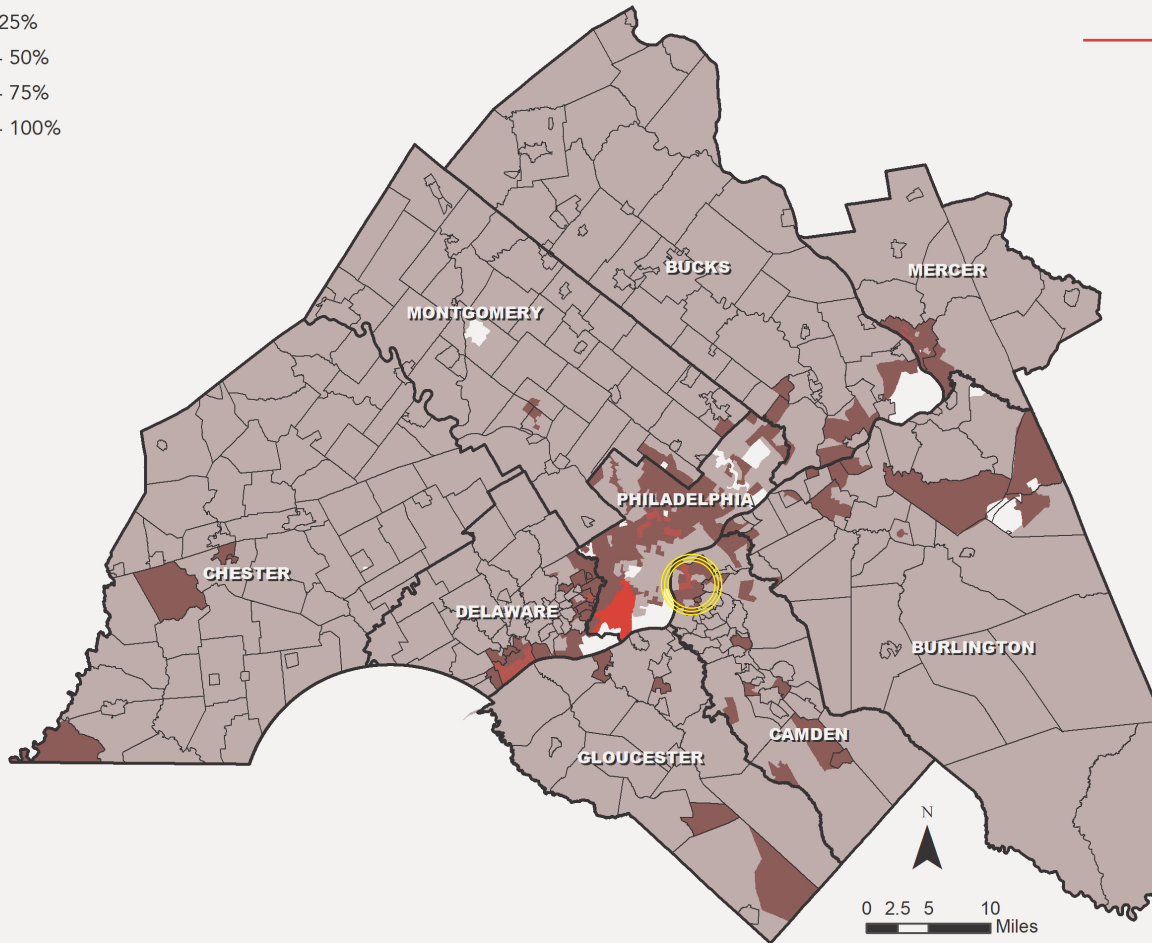 25%
- 50%
- 75%
- 100%
BUCKS
MERCER
MONTGOMERY
PHILADELPHIA
CHESTER
DELAWARE
BURLINGTON
CAMDEN
GLOUCESTER
N
0 2.5 5 10
Miles